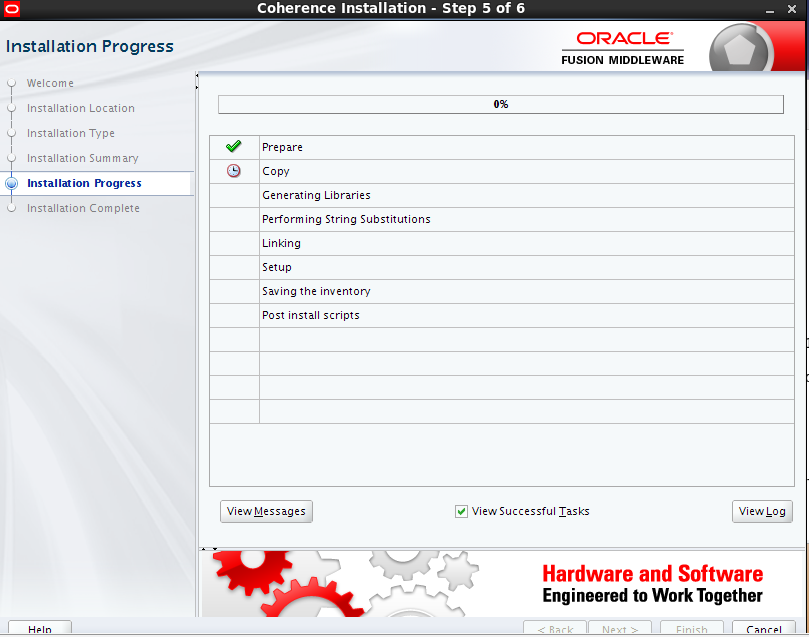 Coherence Installation - Step 5 of 6
Installation Progress
ORACLE
FUSION MIDDLEWARE
Welcome
Installation Location
Installation Type
Installation Summary
Installation Progress
Installation Complete
0%
Prepare
Copy
Generating Libraries
Performing String Substitutions
Linking
Setup
Saving the inventory
Post install scripts
View Messages
View Successful Tasks
View Log
Hardware and Software
Engineered to Work Together
Help
< Back
Next >
Finish
Cancel